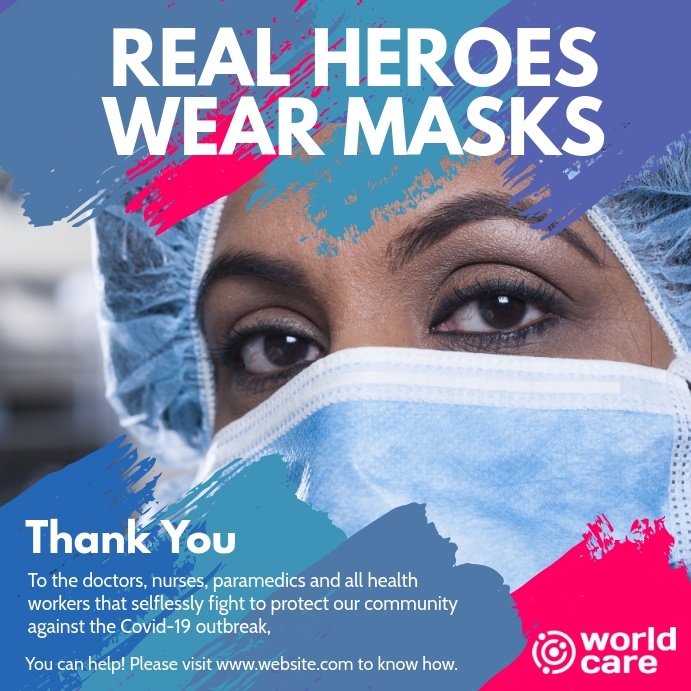 REAL HEROES
WEAR MASKS
Thank You
To the doctors, nurses, paramedics and all health
workers that selflessly fight to protect our community
against the Covid-19 outbreak,
You can help! Please visit www.website.com to know how.
world
care